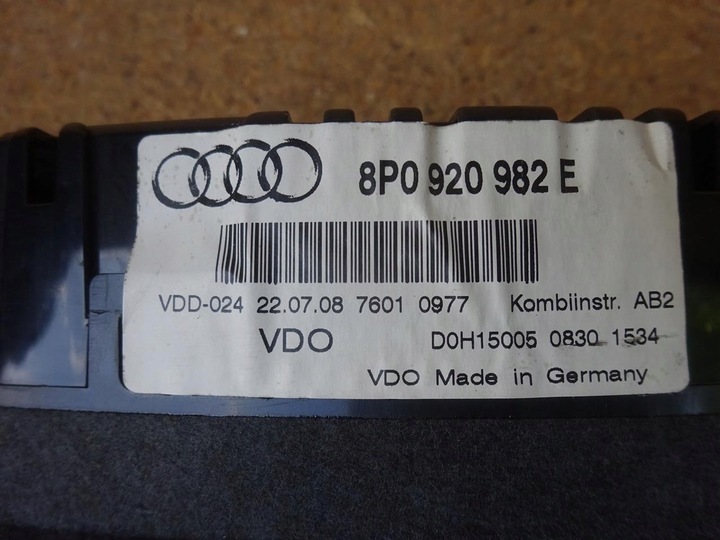 8P0 920 982 E
VDD-024 22.07.08 7601 0977 Kombiinstr. AB2
VDO D0H15005 0830 1534
VDO Made in Germany